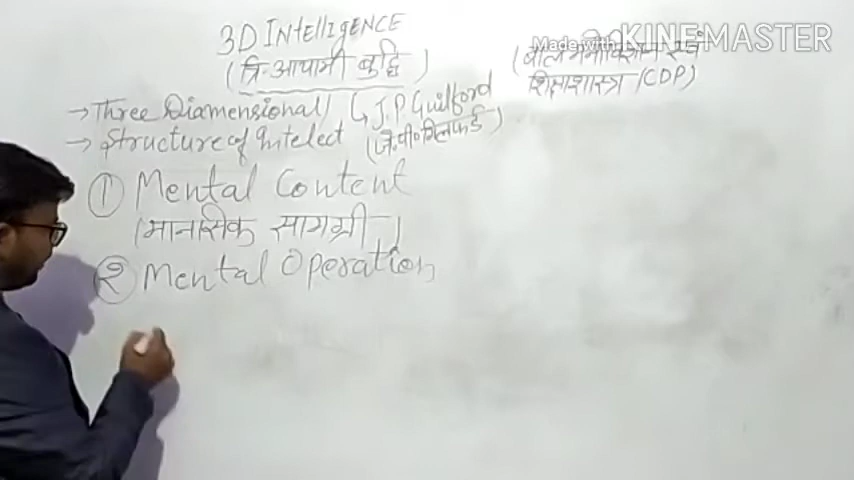 3D INtellIgENCE
(त्रि-आयामी बुद्धि)
(बाल मनोविज्ञान एवं
शिक्षाशास्त्र /CDP)
→ Three Diamensional/
↳ J.P Guilford
(जे.पी॰गिलफर्ड)
→ Structure of Intelect
① Mental Content
(मानसिक सामग्री)
② Mental Operation
Made with KINEMASTER